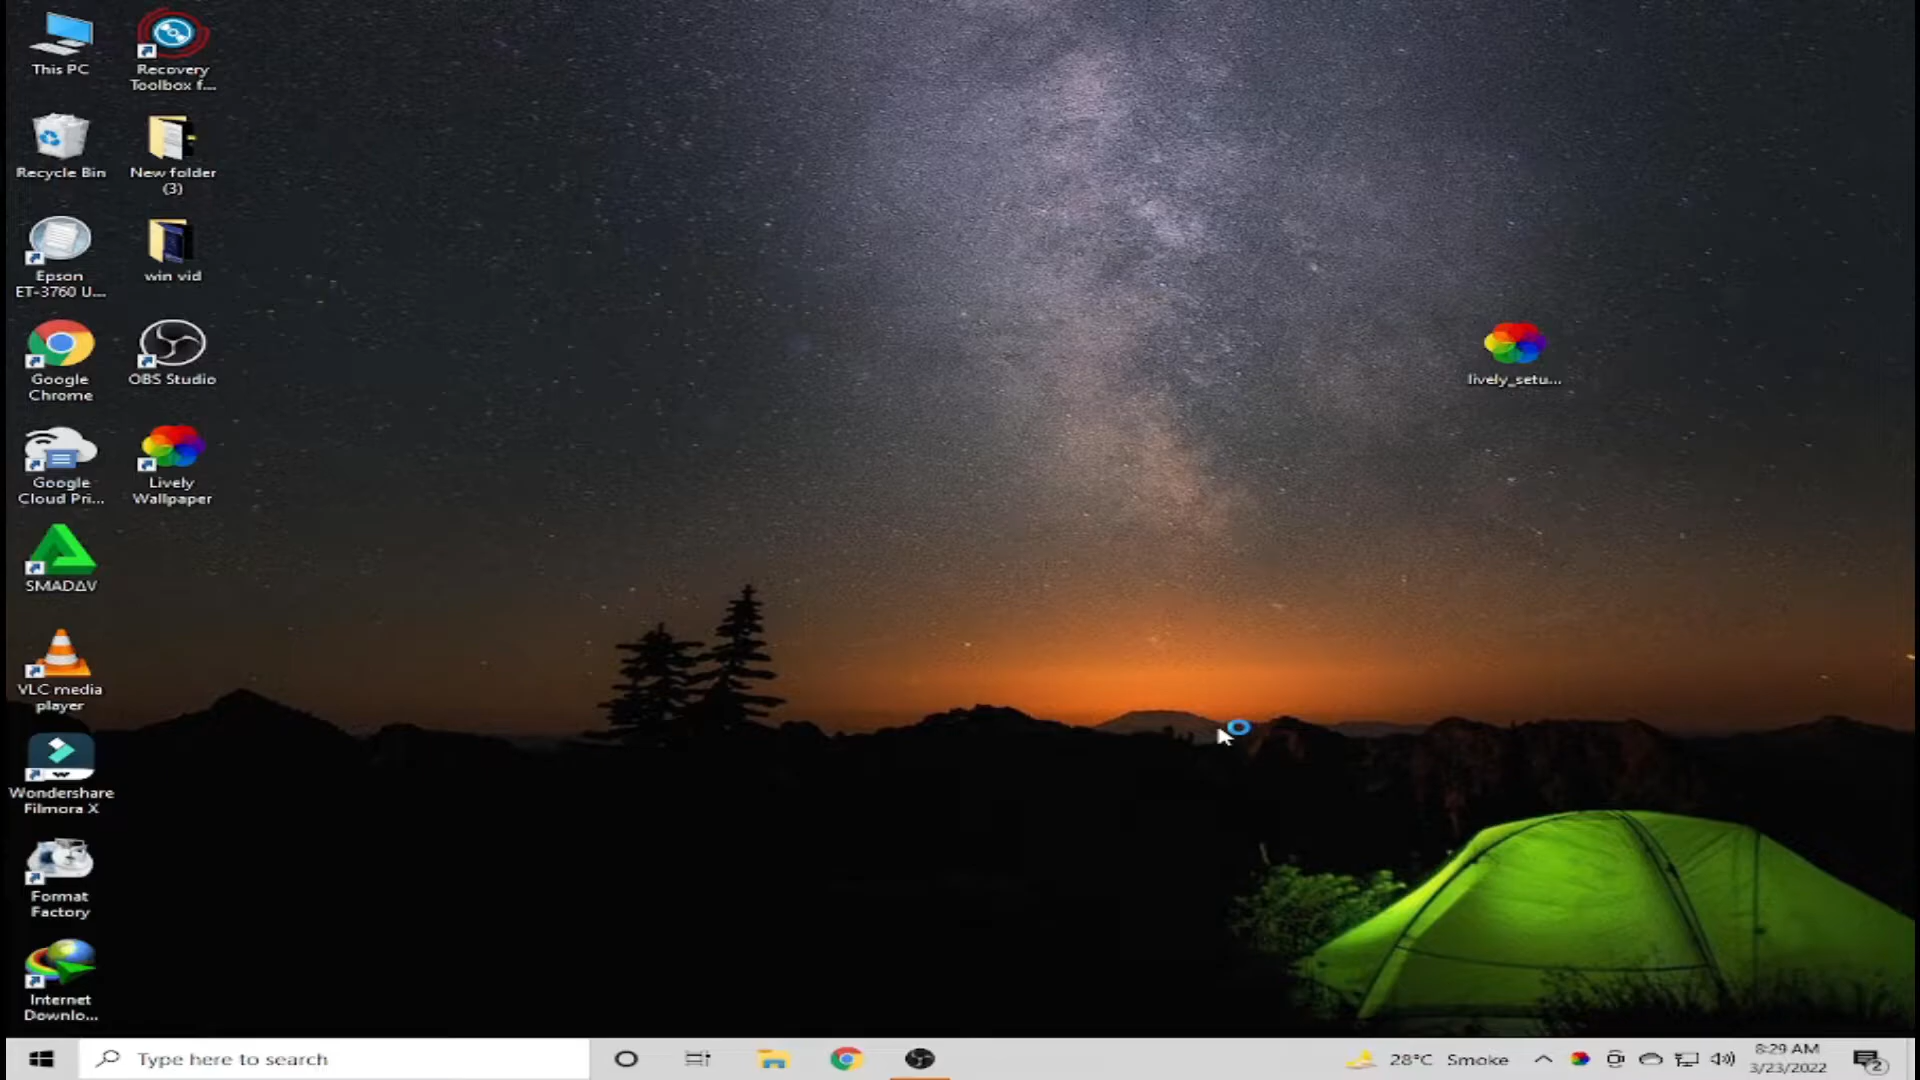 This PC
Recovery
Toolbox f...
Recycle Bin
New folder
(3)
Epson
ET-3760 U...
win vid
Google
Chrome
OBS Studio
lively_setu...
Google
Cloud Pri...
Lively
Wallpaper
SMADΔV
VLC media
player
Wondershare
Filmora X
Format
Factory
Internet
Downlo...
Type here to search
28°C Smoke
8:29 AM
3/23/2022
2